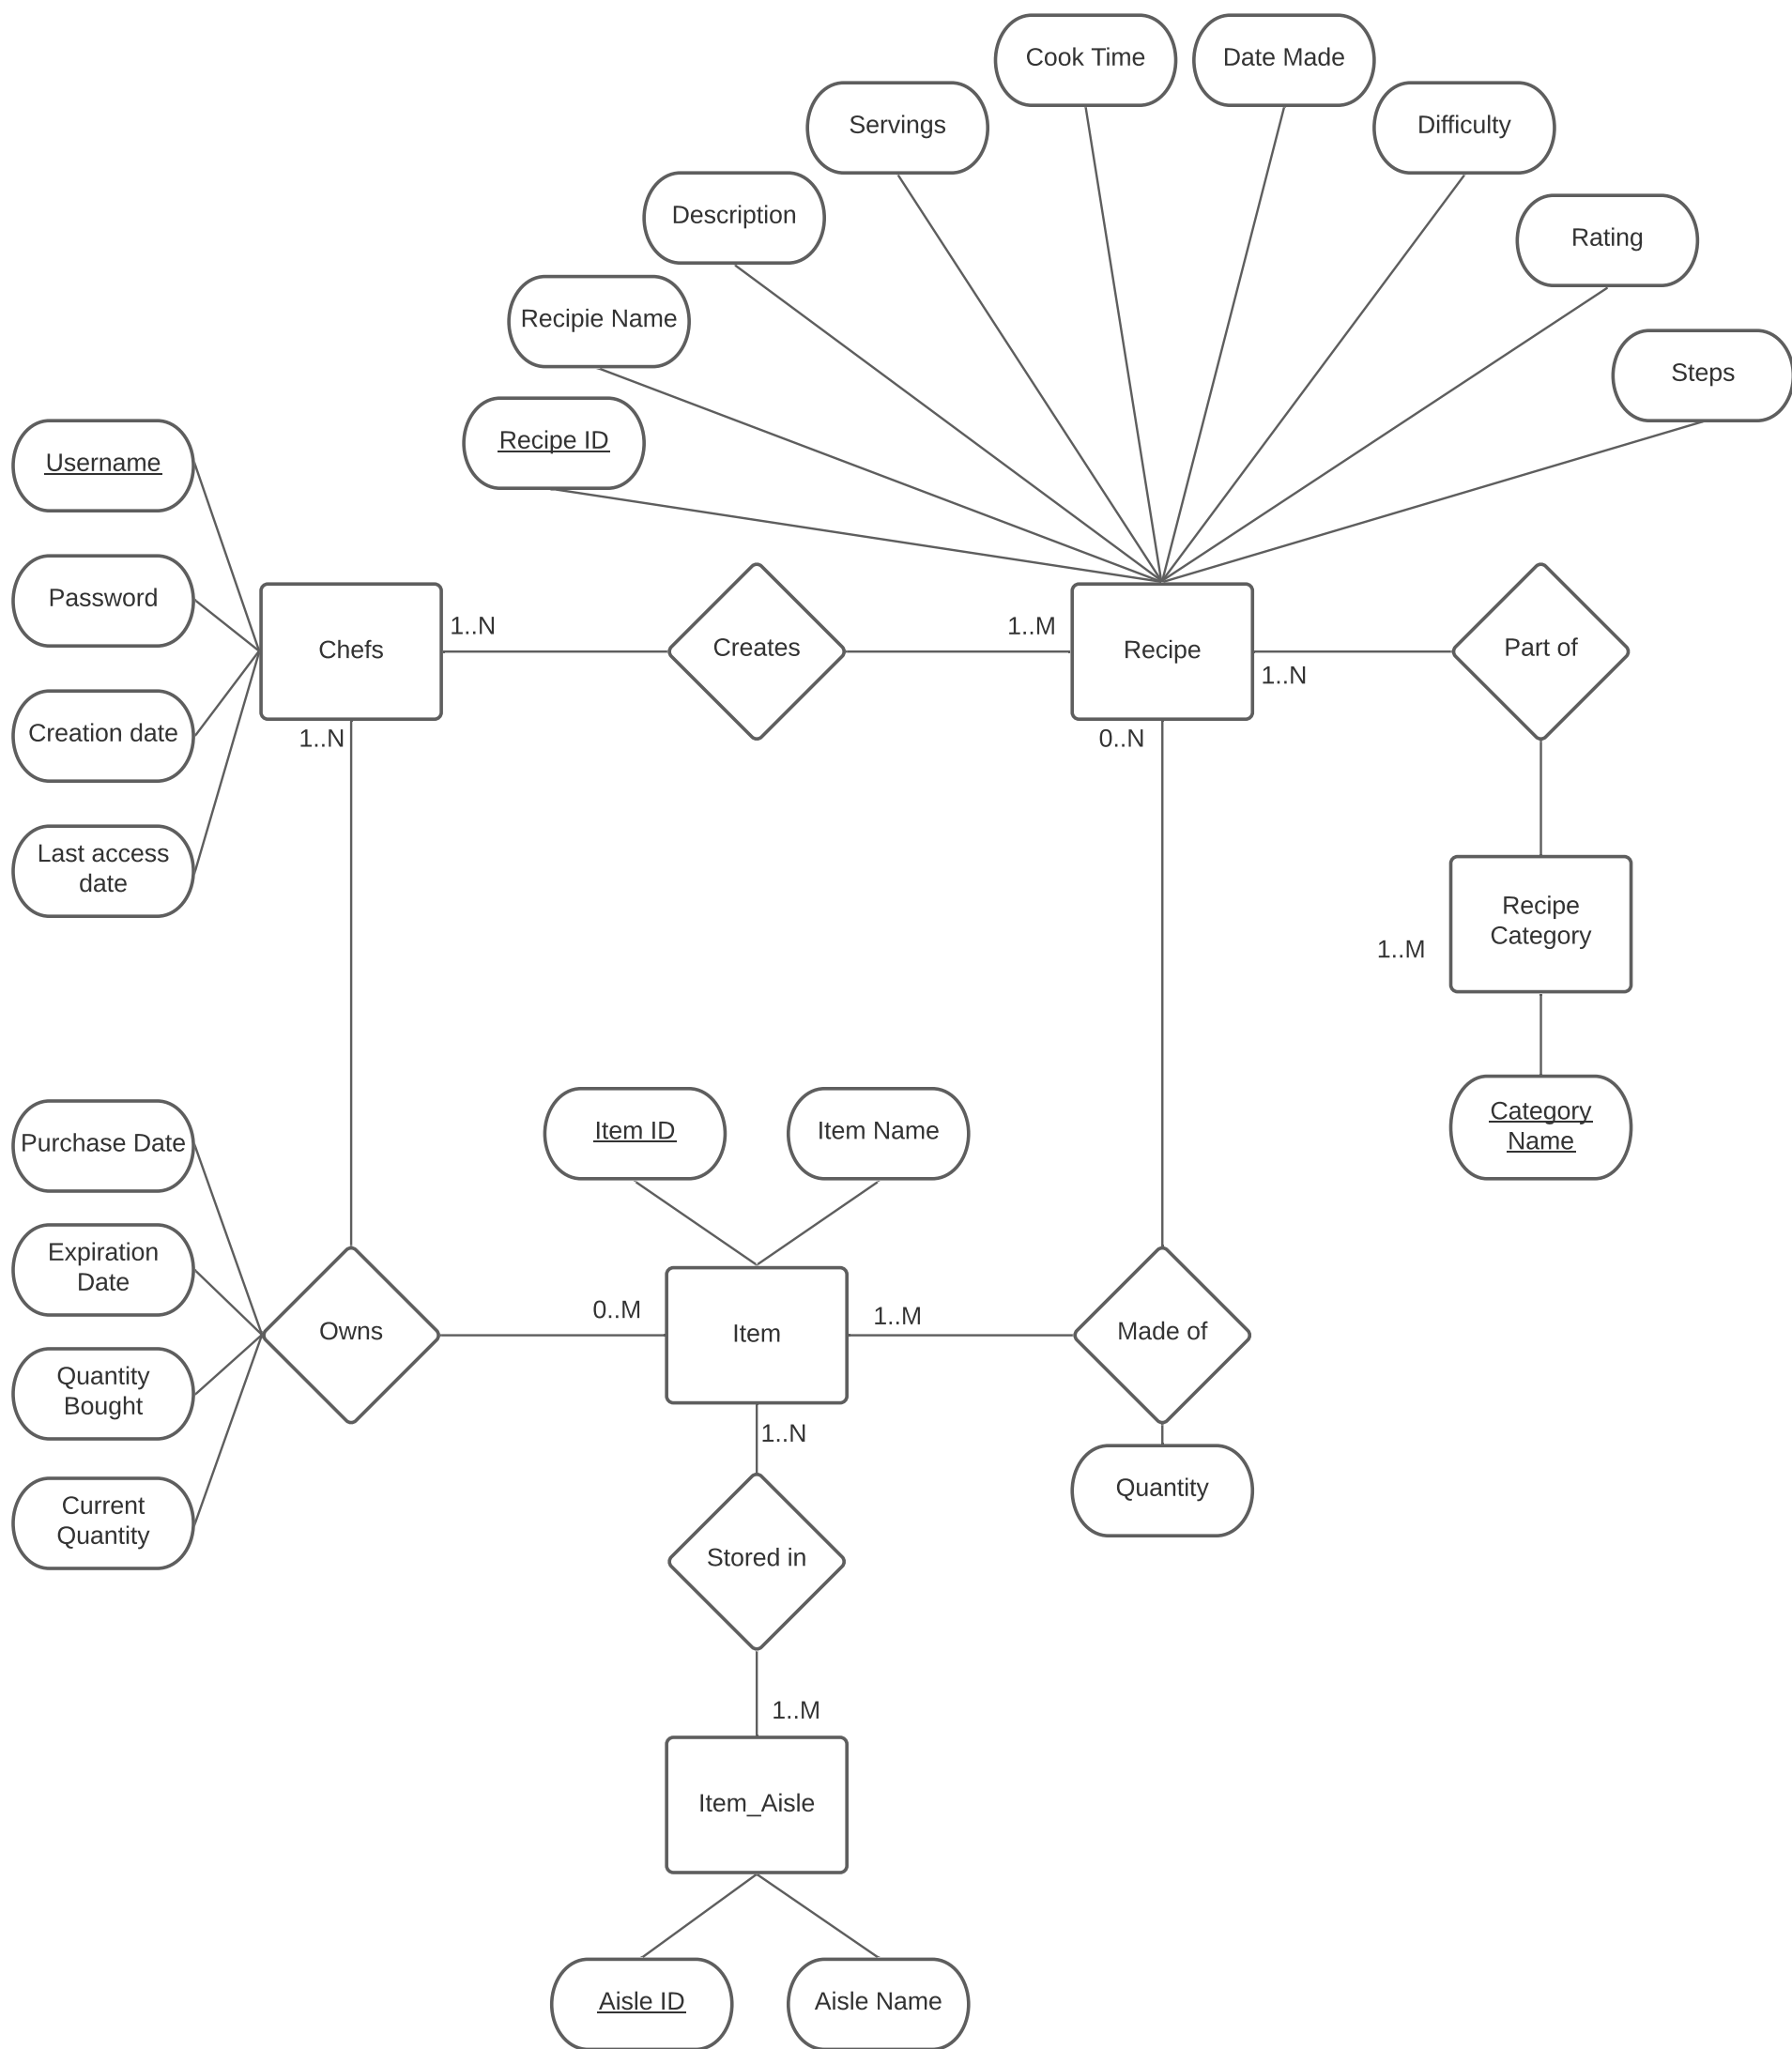 Cook Time
Date Made
Servings
Difficulty
Description
Rating
Recipie Name
Steps
Recipe ID
Username
Password
Chefs
1..N
Creates
1..M
Recipe
1..N
Part of
Creation date
1..N
0..N
Last access
date
Recipe
Category
1..M
Category
Name
Purchase Date
Item ID
Item Name
Expiration
Date
Owns
0..M
Item
1..M
Made of
Quantity
Bought
1..N
Quantity
Current
Quantity
Stored in
1..M
Item_Aisle
Aisle ID
Aisle Name